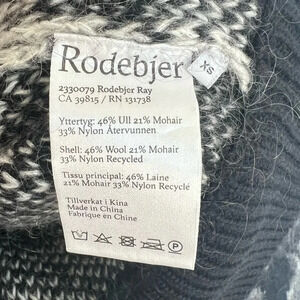 Rodebjer
XS
2330079 Rodebjer Ray
CA 39815 / RN 131738
Yttertyg: 46% Ull 21% Mohair
33% Nylon Återvunnen
Shell: 46% Wool 21% Mohair
33% Nylon Recycled
Tissu principal: 46% Laine
21% Mohair 33% Nylon Recyclé
Tillverkat i Kina
Made in China
Fabriqué en Chine